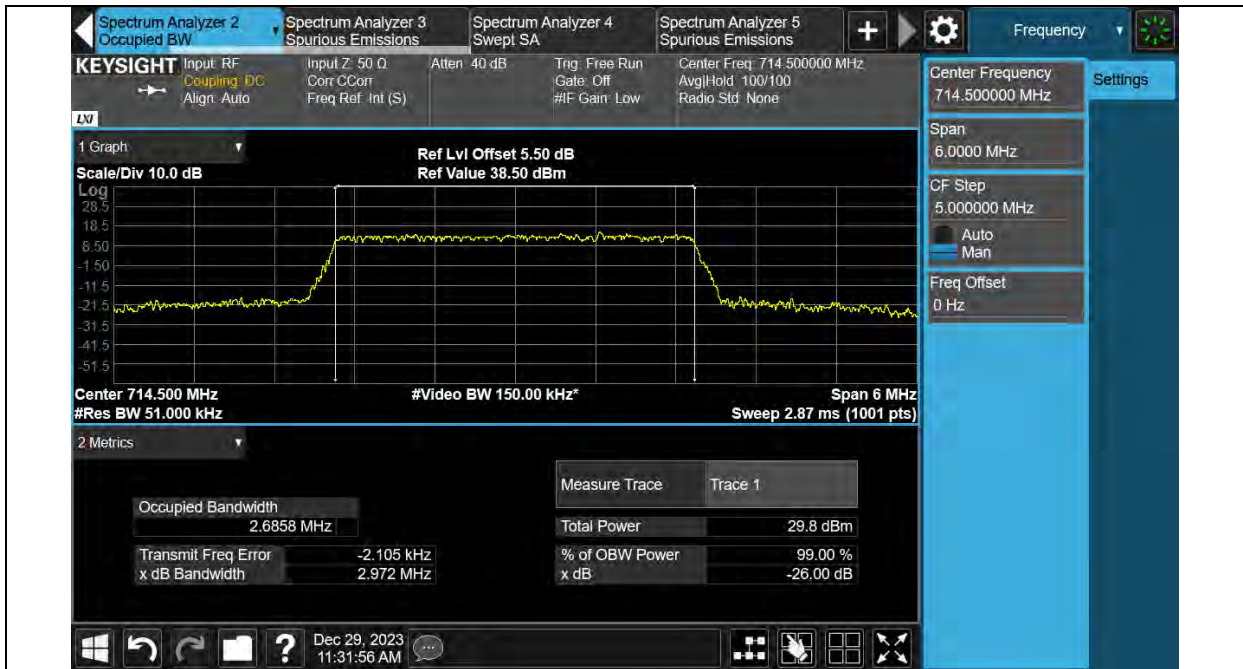 Spectrum Analyzer 2
Occupied BW
Spectrum Analyzer 3
Spurious Emissions
Spectrum Analyzer 4
Swept SA
Spectrum Analyzer 5
Spurious Emissions
+
Frequency
KEYSIGHT
LXI
Input: RF
Coupling: DC
Align: Auto
Input Z: 50 Ω
Corr CCorr
Freq Ref: Int (S)
Atten: 40 dB
Trig: Free Run
Gate: Off
#IF Gain: Low
Center Freq: 714.500000 MHz
Avg|Hold: 100/100
Radio Std: None
Center Frequency
714.500000 MHz
Settings
Span
6.0000 MHz
CF Step
5.000000 MHz
Auto
Man
Freq Offset
0 Hz
1 Graph
Scale/Div 10.0 dB
Ref Lvl Offset 5.50 dB
Ref Value 38.50 dBm
Log
28.5
18.5
8.50
-1.50
-11.5
-21.5
-31.5
-41.5
-51.5
Center 714.500 MHz
#Video BW 150.00 kHz*
Span 6 MHz
#Res BW 51.000 kHz
Sweep 2.87 ms (1001 pts)
2 Metrics
Measure Trace
Trace 1
Occupied Bandwidth
2.6858 MHz
Total Power
29.8 dBm
Transmit Freq Error
-2.105 kHz
% of OBW Power
99.00 %
x dB Bandwidth
2.972 MHz
x dB
-26.00 dB
?
Dec 29, 2023
11:31:56 AM